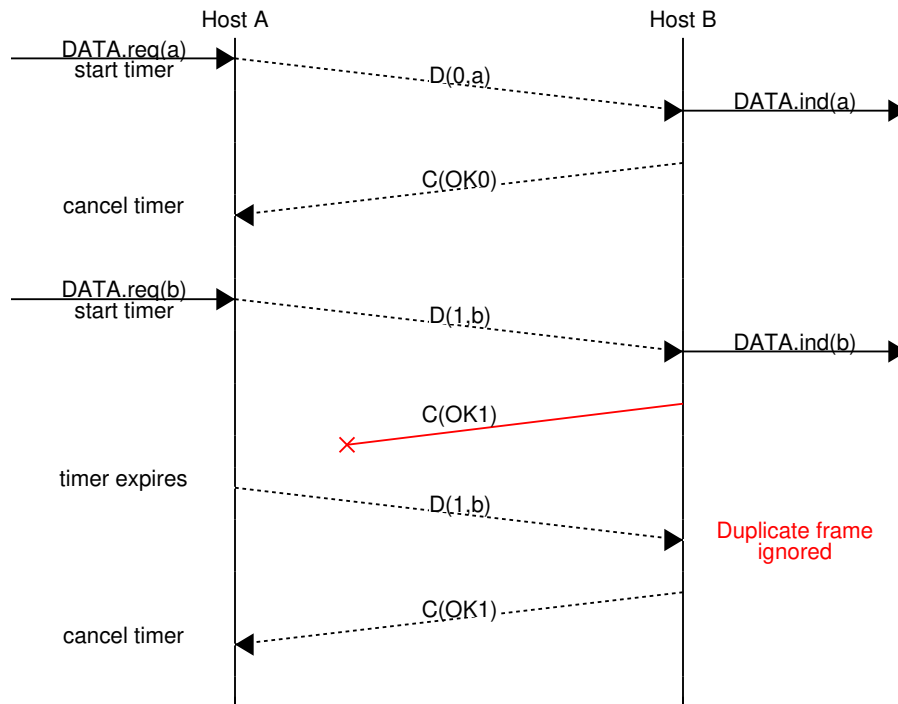 Host A
Host B
DATA.req(a)
start timer
D(0,a)
DATA.ind(a)
C(OK0)
cancel timer
DATA.req(b)
start timer
D(1,b)
DATA.ind(b)
C(OK1)
timer expires
D(1,b)
Duplicate frame
ignored
C(OK1)
cancel timer